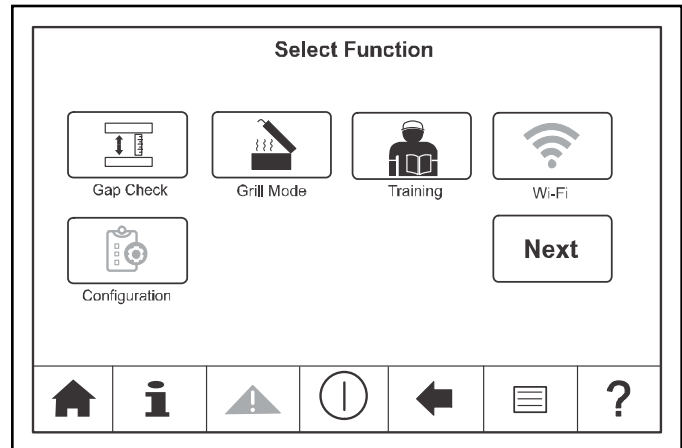 Select Function
Gap Check
Grill Mode
Training
Wi-Fi
Configuration
Next
?